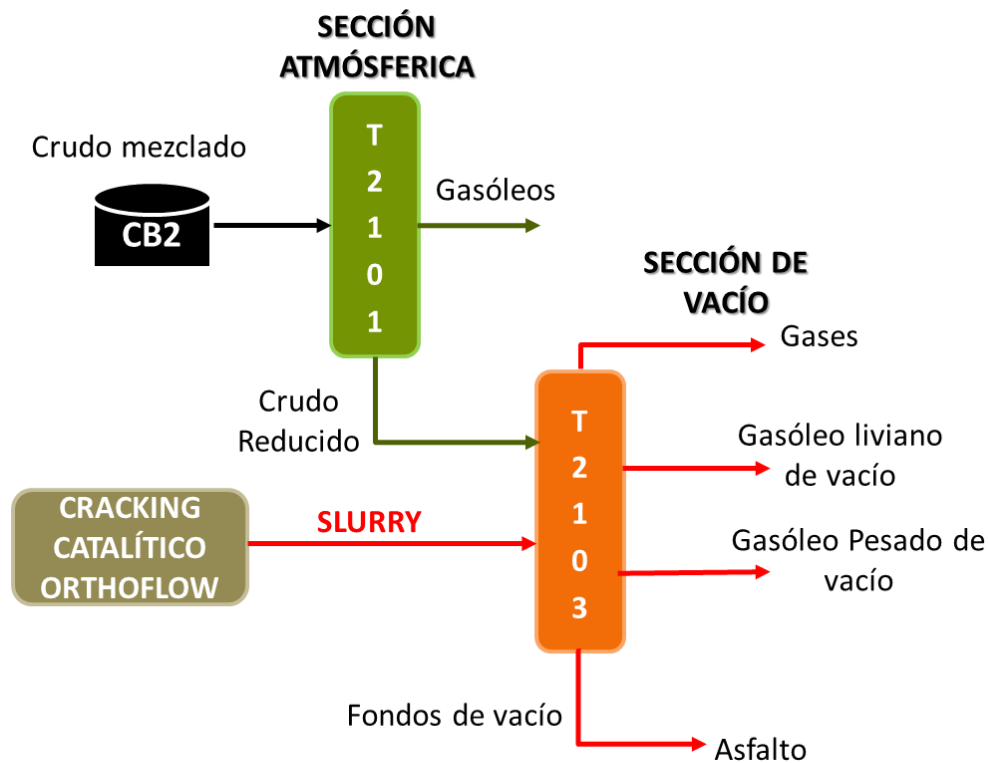 SECCIÓN
ATMÓSFERICA
Crudo mezclado
CB2
T
2
1
0
1
Gasóleos
SECCIÓN DE
VACÍO
Gases
Crudo
Reducido
T
2
1
0
3
Gasóleo liviano
de vacío
CRACKING
CATALÍTICO
ORTHOFLOW
SLURRY
Gasóleo Pesado de
vacío
Fondos de vacío
Asfalto